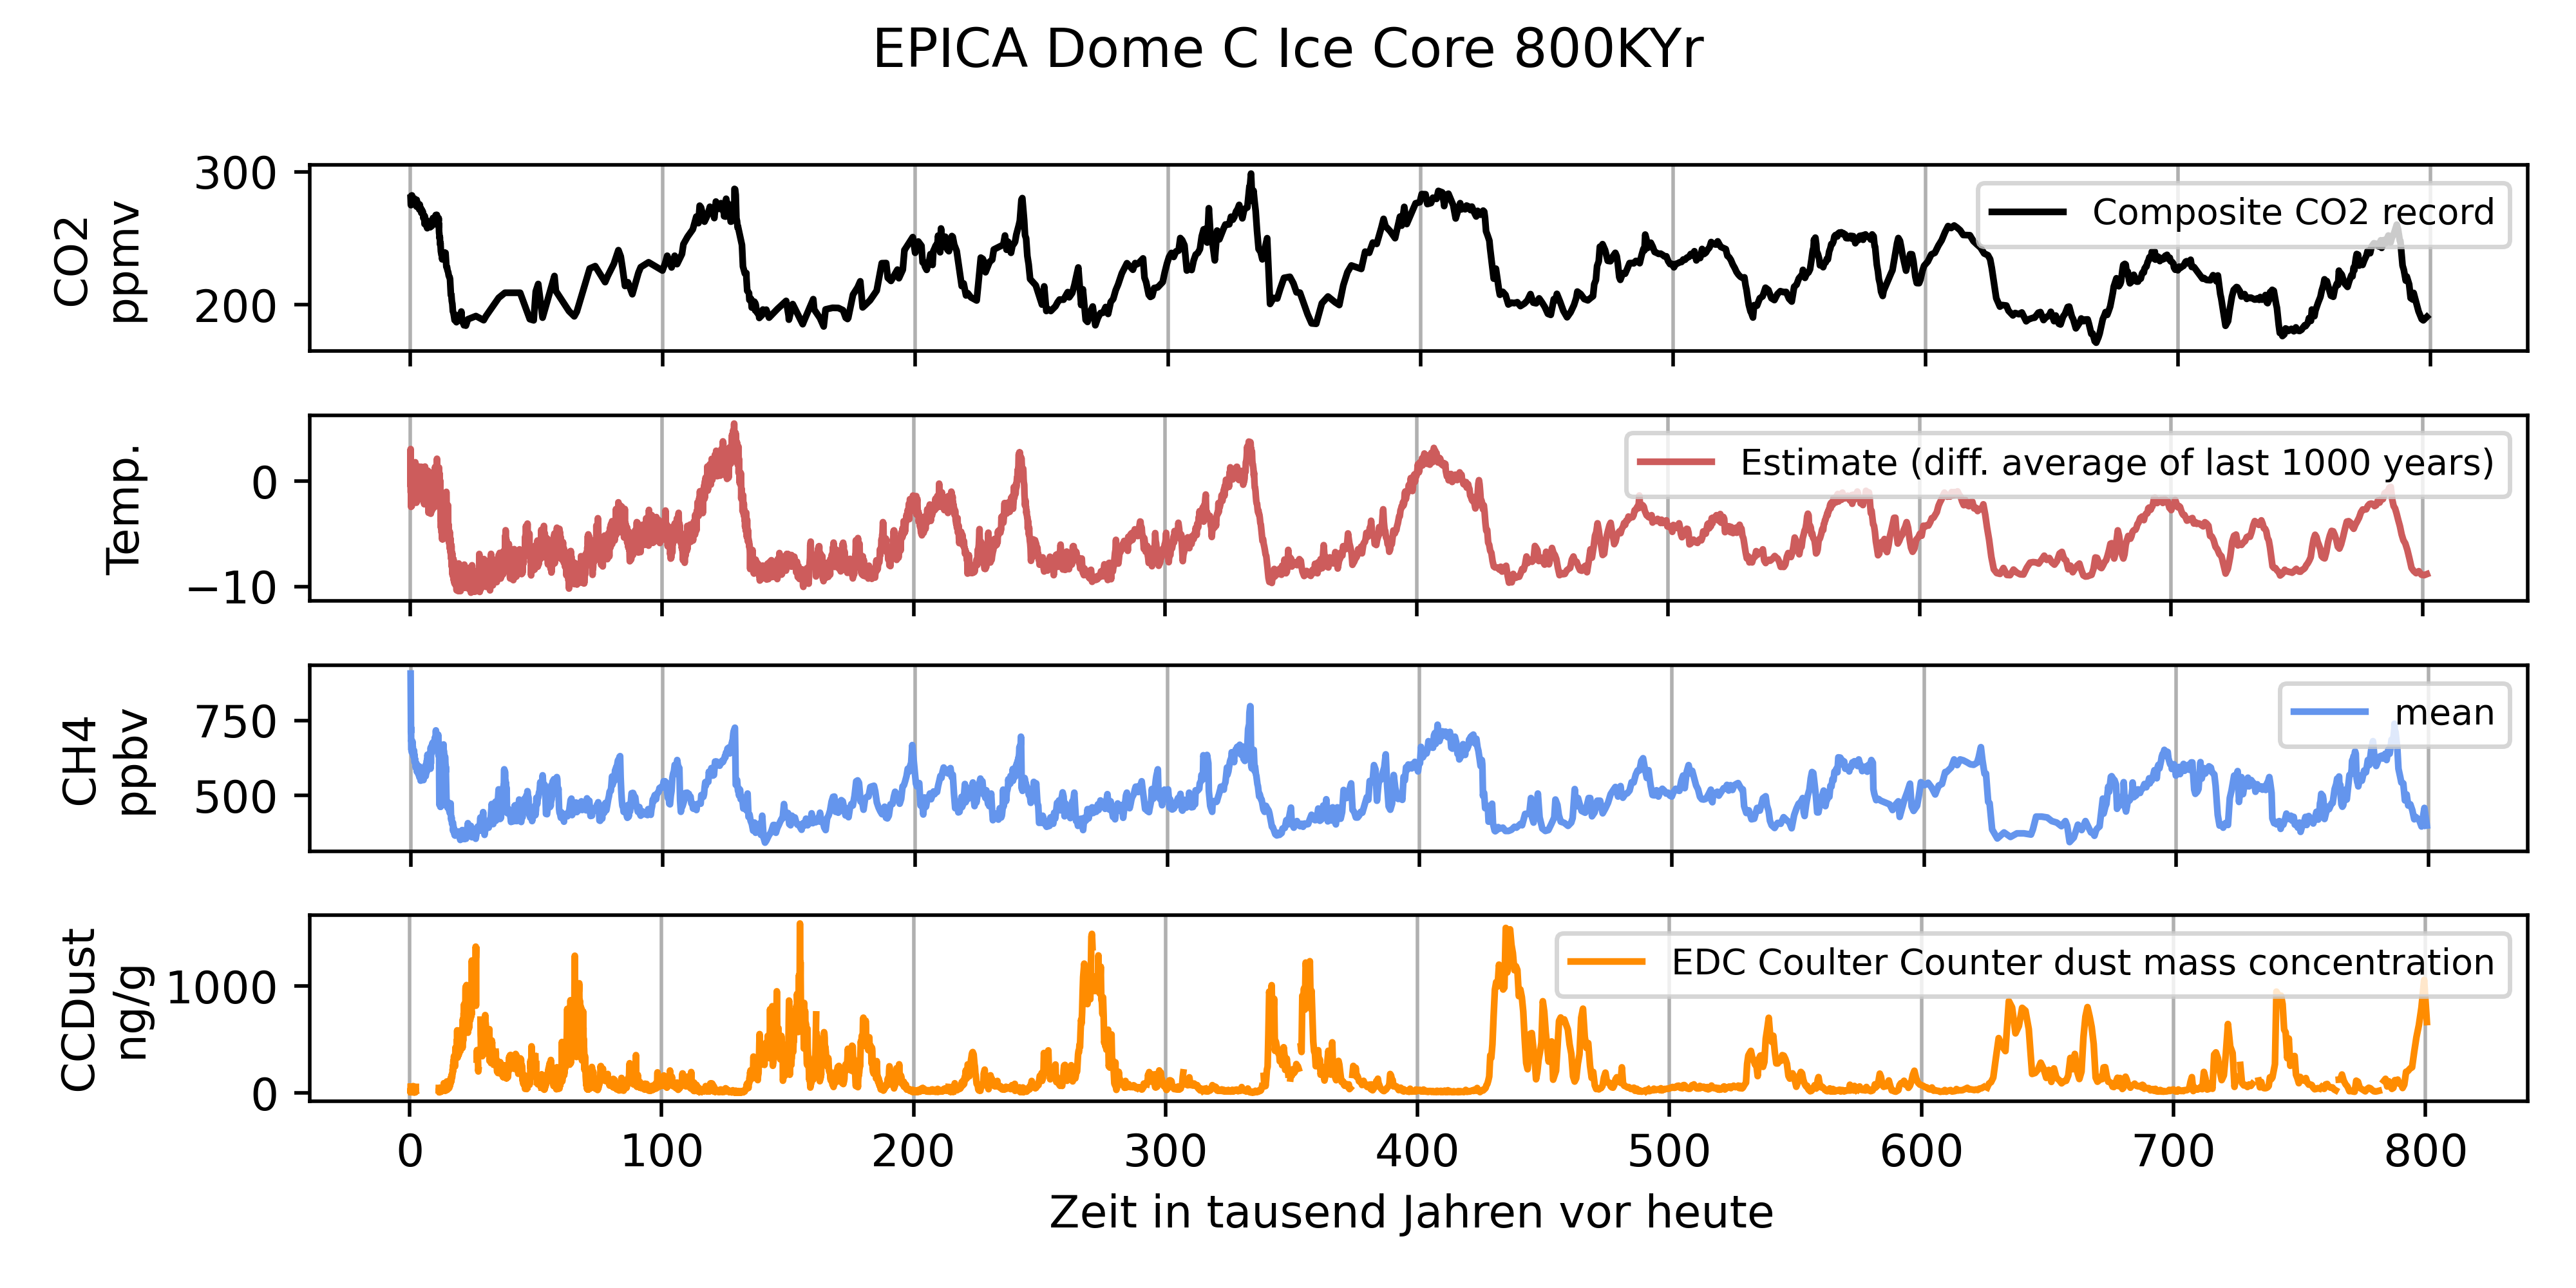 EPICA Dome C Ice Core 800KYr
CO2
ppmv
300
200
Composite CO2 record
Temp.
0
−10
Estimate (diff. average of last 1000 years)
CH4
ppbv
750
500
mean
CCDust
ng/g
1000
0
EDC Coulter Counter dust mass concentration
0 100 200 300 400 500 600 700 800
Zeit in tausend Jahren vor heute